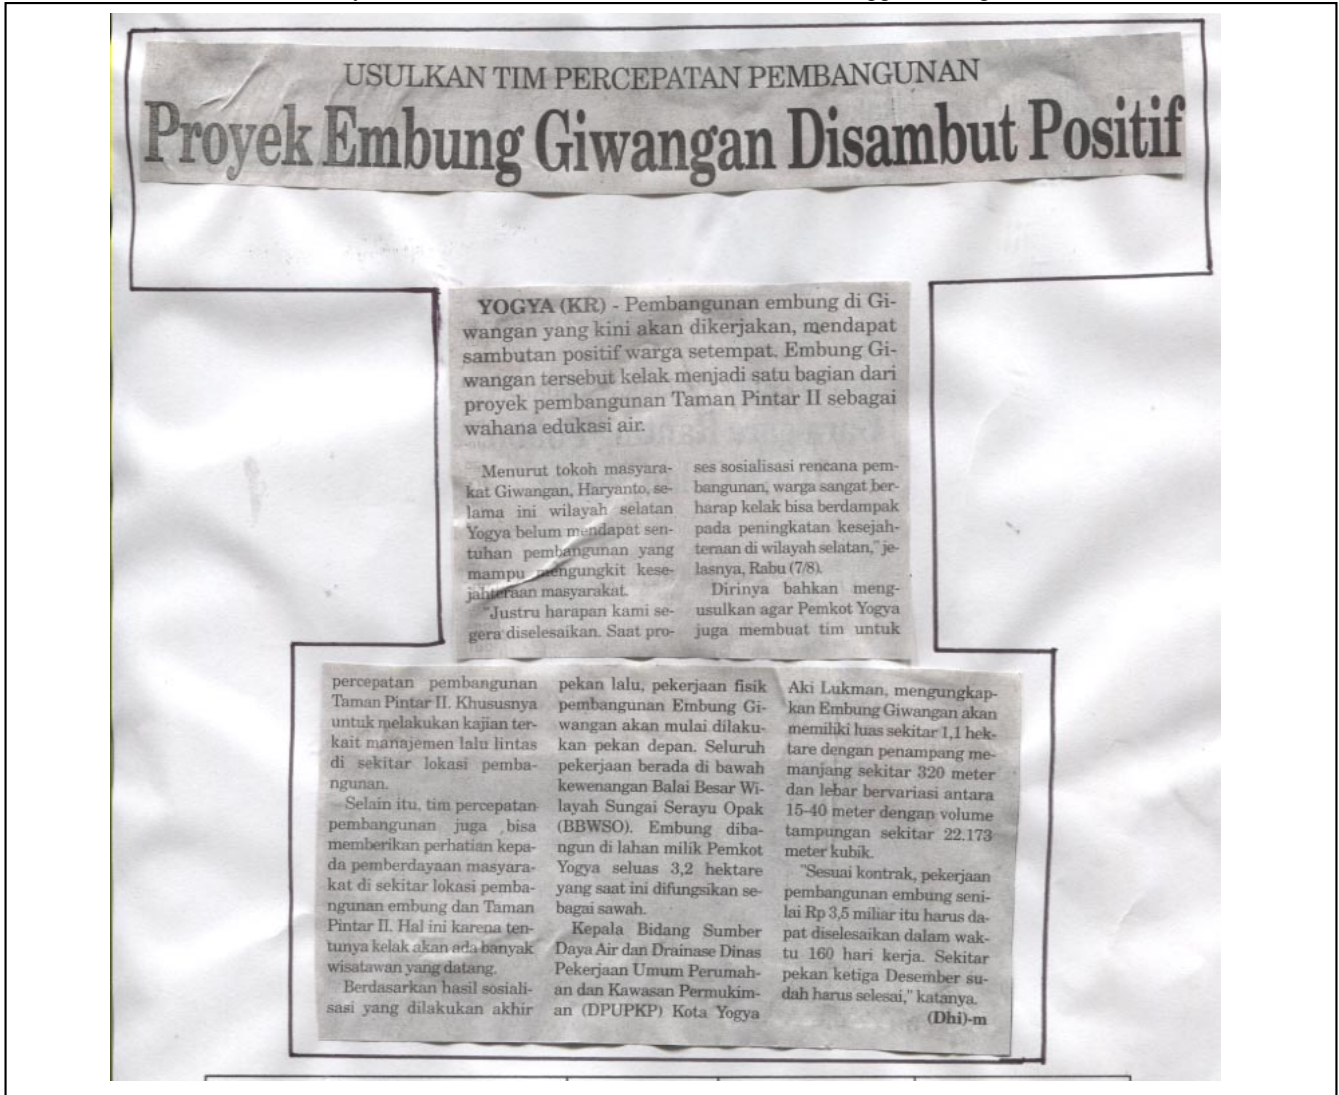 USULKAN TIM PERCEPATAN PEMBANGUNAN
Proyek Embung Giwangan Disambut Positif
YOGYA (KR) - Pembangunan embung di Gi-
wangan yang kini akan dikerjakan, mendapat
sambutan positif warga setempat. Embung Gi-
wangan tersebut kelak menjadi satu bagian dari
proyek pembangunan Taman Pintar II sebagai
wahana edukasi air.
Menurut tokoh masyara-
kat Giwangan, Haryanto, se-
lama ini wilayah selatan
Yogya belum mendapat sen-
tuhan pembangunan yang
mampu mengungkit kese-
jahteraan masyarakat.
"Justru harapan kami se-
gera diselesaikan. Saat pro-
ses sosialisasi rencana pem-
bangunan, warga sangat ber-
harap kelak bisa berdampak
pada peningkatan kesejah-
teraan di wilayah selatan," je-
lasnya, Rabu (7/8).
Dirinya bahkan meng-
usulkan agar Pemkot Yogya
juga membuat tim untuk
percepatan pembangunan
Taman Pintar II. Khususnya
untuk melakukan kajian ter-
kait manajemen lalu lintas
di sekitar lokasi pemba-
ngunan.
Selain itu, tim percepatan
pembangunan juga bisa
memberikan perhatian kepa-
da pemberdayaan masyara-
kat di sekitar lokasi pemba-
ngunan embung dan Taman
Pintar II. Hal ini karena ten-
tunya kelak akan ada banyak
wisatawan yang datang.
Berdasarkan hasil sosiali-
sasi yang dilakukan akhir
pekan lalu, pekerjaan fisik
pembangunan Embung Gi-
wangan akan mulai dilaku-
kan pekan depan. Seluruh
pekerjaan berada di bawah
kewenangan Balai Besar Wi-
layah Sungai Serayu Opak
(BBWSO). Embung diba-
ngun di lahan milik Pemkot
Yogya seluas 3,2 hektare
yang saat ini difungsikan se-
bagai sawah.
Kepala Bidang Sumber
Daya Air dan Drainase Dinas
Pekerjaan Umum Perumah-
an dan Kawasan Permukim-
an (DPUPKP) Kota Yogya
Aki Lukman, mengungkap-
kan Embung Giwangan akan
memiliki luas sekitar 1,1 hek-
tare dengan penampang me-
manjang sekitar 320 meter
dan lebar bervariasi antara
15-40 meter dengan volume
tampungan sekitar 22.173
meter kubik.
"Sesuai kontrak, pekerjaan
pembangunan embung seni-
lai Rp 3,5 miliar itu harus da-
pat diselesaikan dalam wak-
tu 160 hari kerja. Sekitar
pekan ketiga Desember su-
dah harus selesai," katanya.
(Dhi)-m